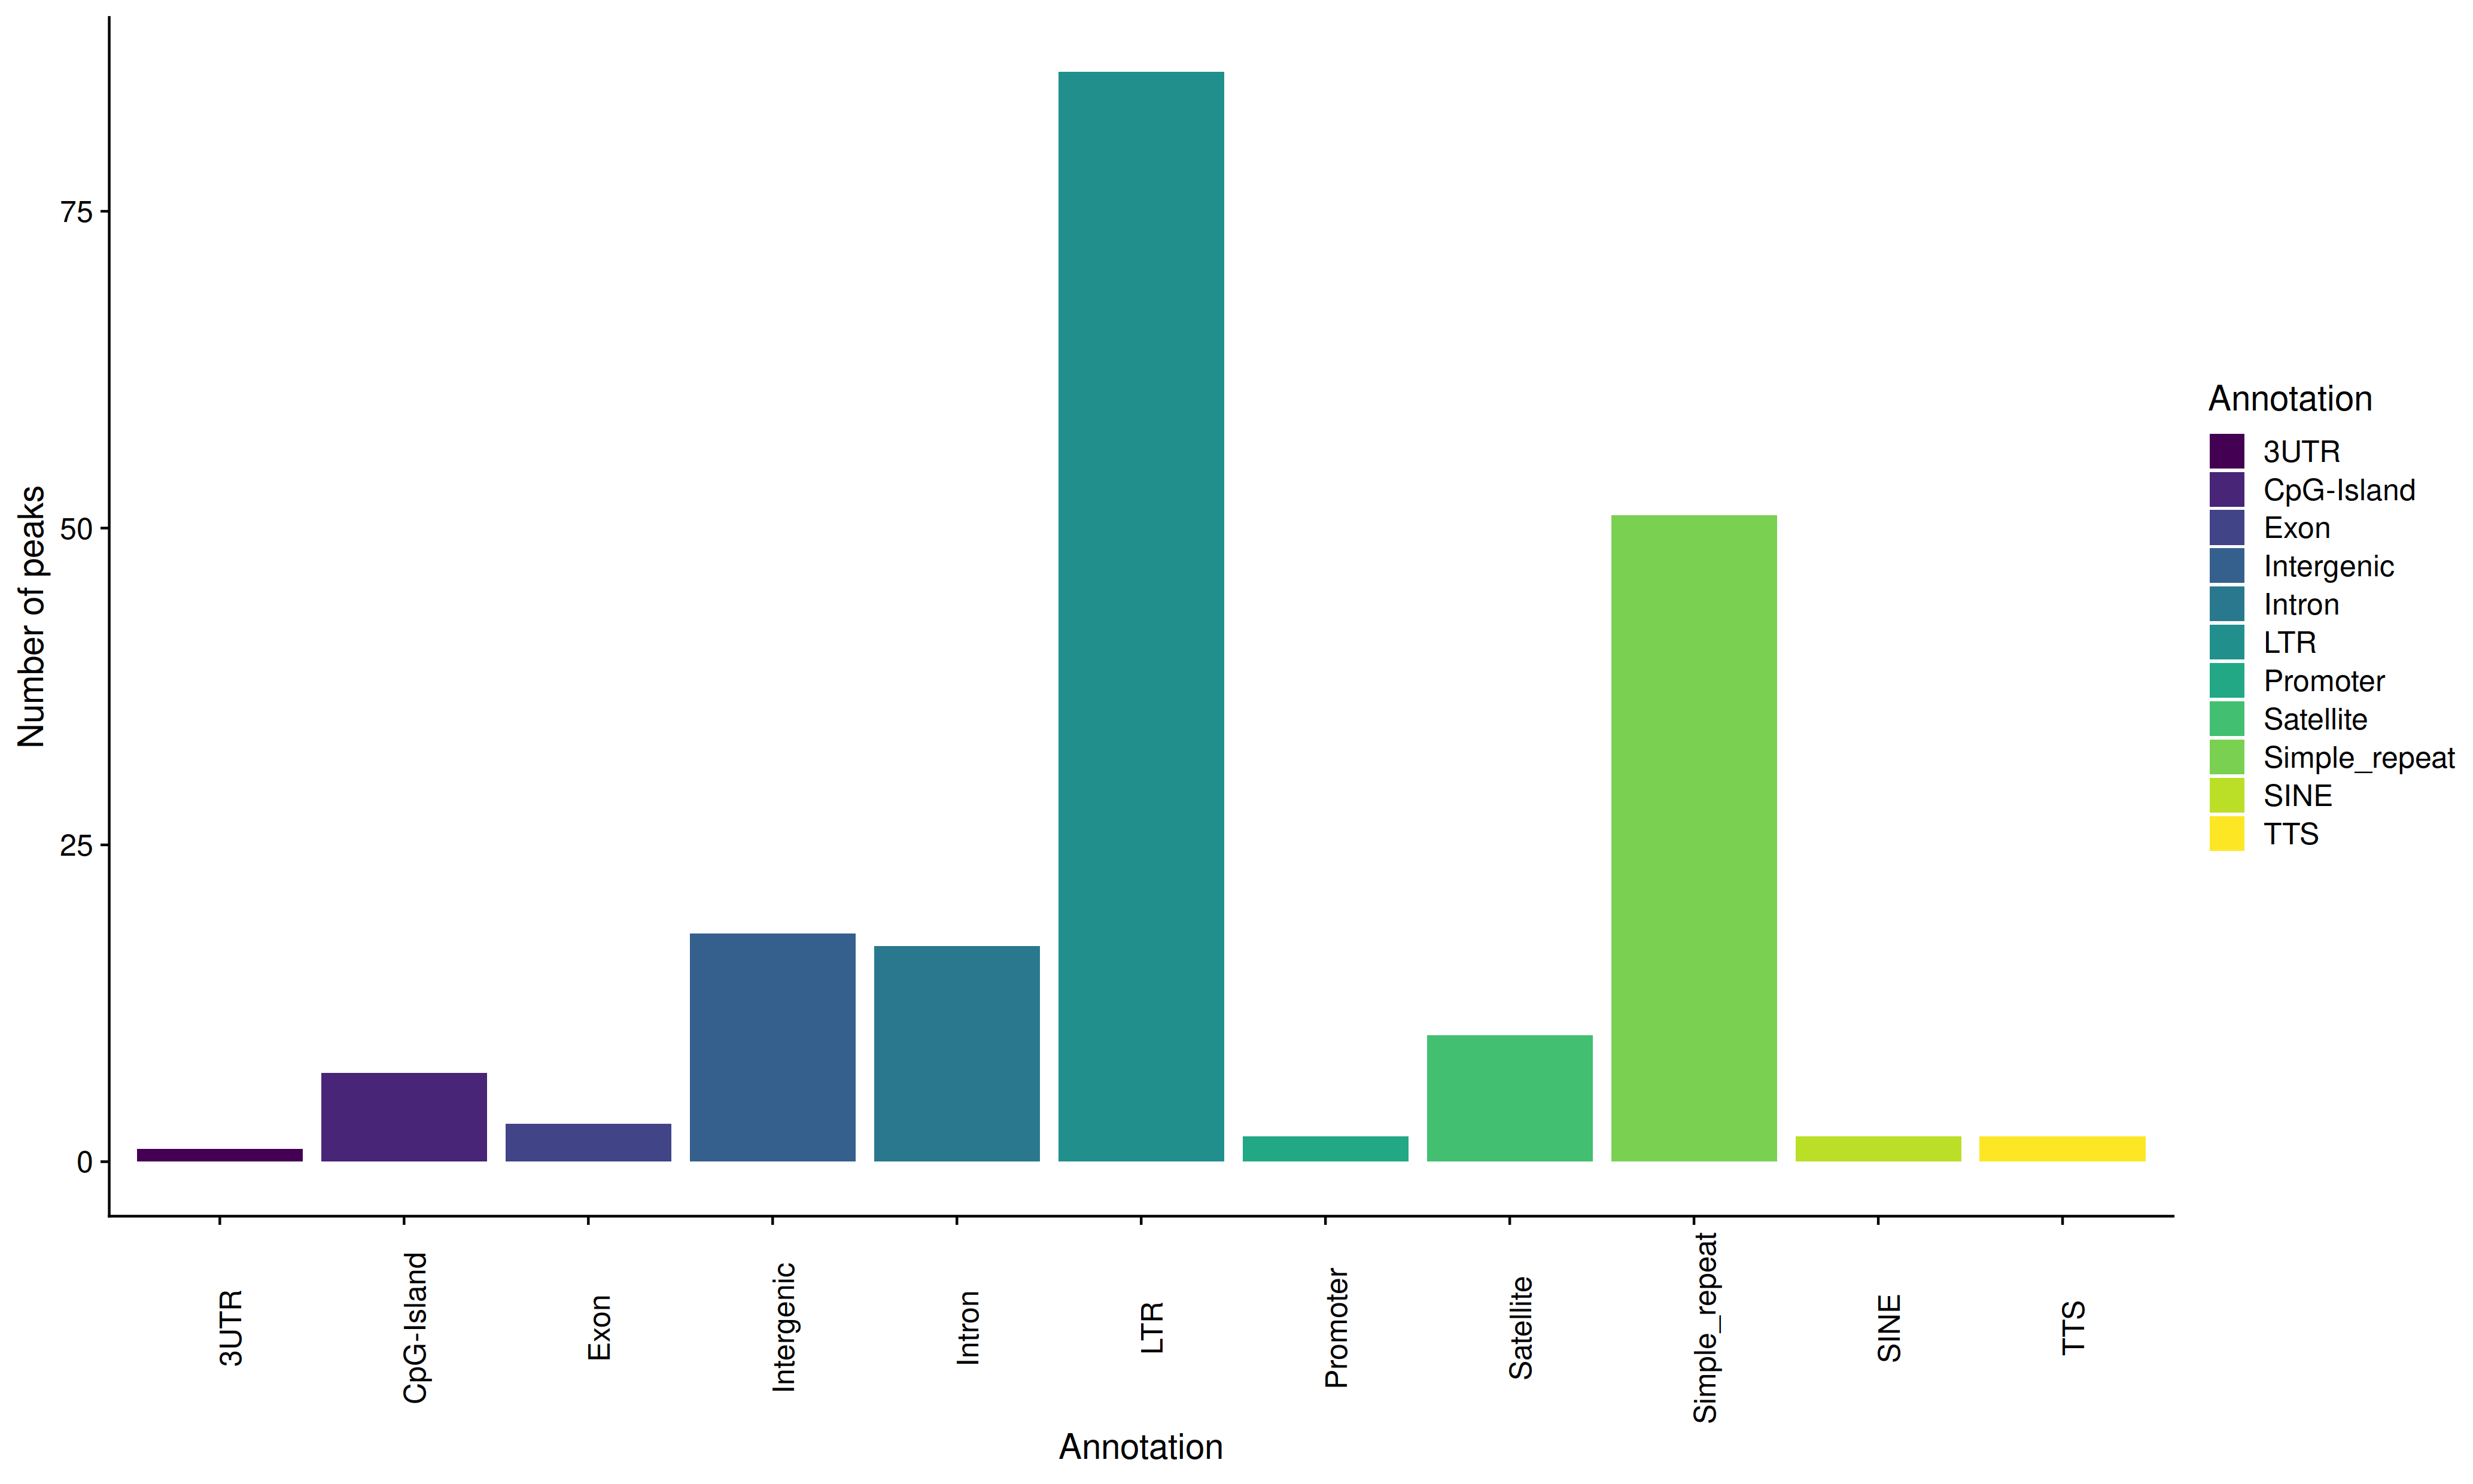 Number of peaks
75
50
25
0
3UTR
CpG-Island
Exon
Intergenic
Intron
LTR
Promoter
Satellite
Simple_repeat
SINE
TTS
Annotation
Annotation
3UTR
CpG-Island
Exon
Intergenic
Intron
LTR
Promoter
Satellite
Simple_repeat
SINE
TTS